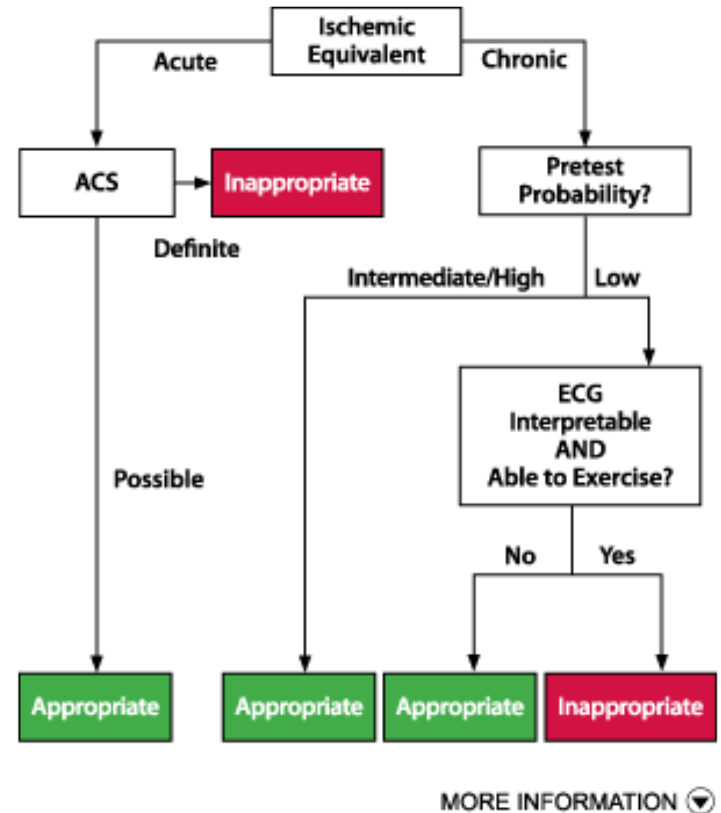 Ischemic
Equivalent
Acute
Chronic
ACS
Inappropriate
Pretest
Probability?
Definite
Intermediate/High
Low
ECG
Interpretable
AND
Able to Exercise?
Possible
No
Yes
Appropriate
Appropriate
Appropriate
Inappropriate
MORE INFORMATION